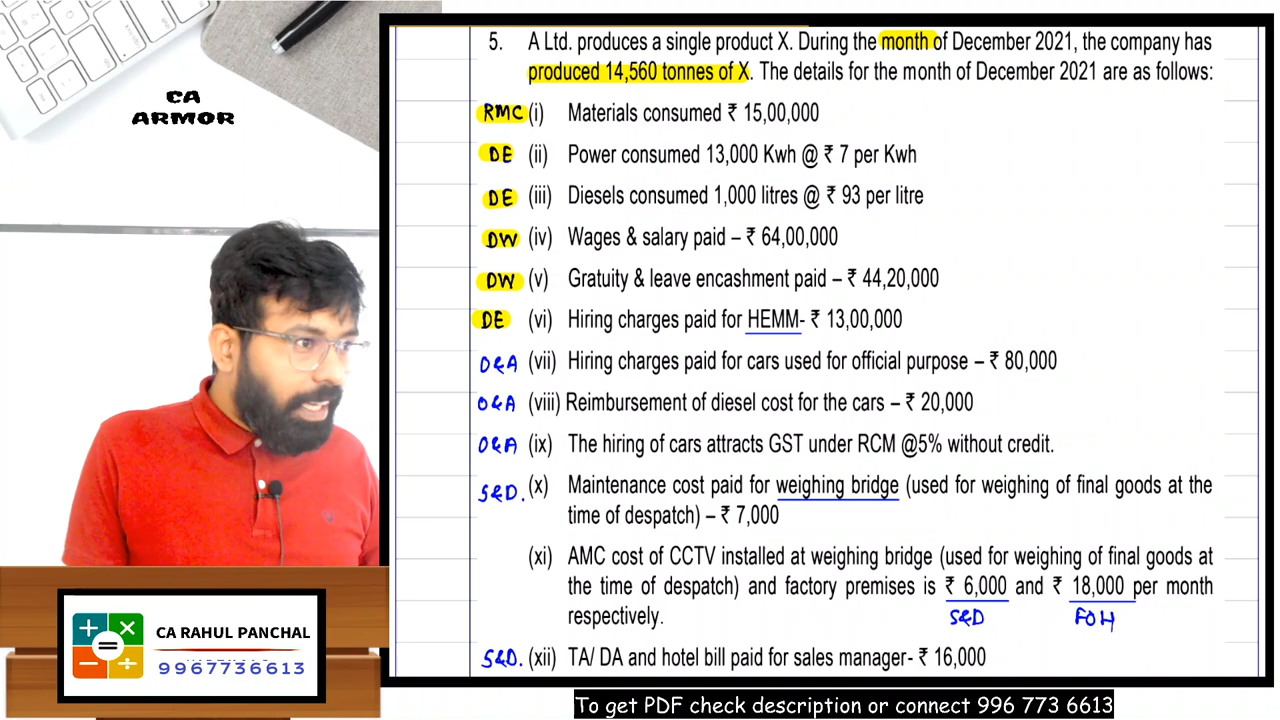 CA
ARMOR
5. A Ltd. produces a single product X. During the month of December 2021, the company has
produced 14,560 tonnes of X. The details for the month of December 2021 are as follows:
RMC (i) Materials consumed ₹ 15,00,000
DE (ii) Power consumed 13,000 Kwh @ ₹ 7 per Kwh
DE (iii) Diesels consumed 1,000 litres @ ₹ 93 per litre
DW (iv) Wages & salary paid – ₹ 64,00,000
DW (v) Gratuity & leave encashment paid – ₹ 44,20,000
DE (vi) Hiring charges paid for HEMM- ₹ 13,00,000
O&A (vii) Hiring charges paid for cars used for official purpose – ₹ 80,000
O&A (viii) Reimbursement of diesel cost for the cars – ₹ 20,000
O&A (ix) The hiring of cars attracts GST under RCM @5% without credit.
S&D. (x) Maintenance cost paid for weighing bridge (used for weighing of final goods at the
time of despatch) – ₹ 7,000
(xi) AMC cost of CCTV installed at weighing bridge (used for weighing of final goods at
the time of despatch) and factory premises is ₹ 6,000 and ₹ 18,000 per month
respectively. S&D FOH
S&D. (xii) TA/ DA and hotel bill paid for sales manager- ₹ 16,000
CA RAHUL PANCHAL
9967736613
To get PDF check description or connect 996 773 6613